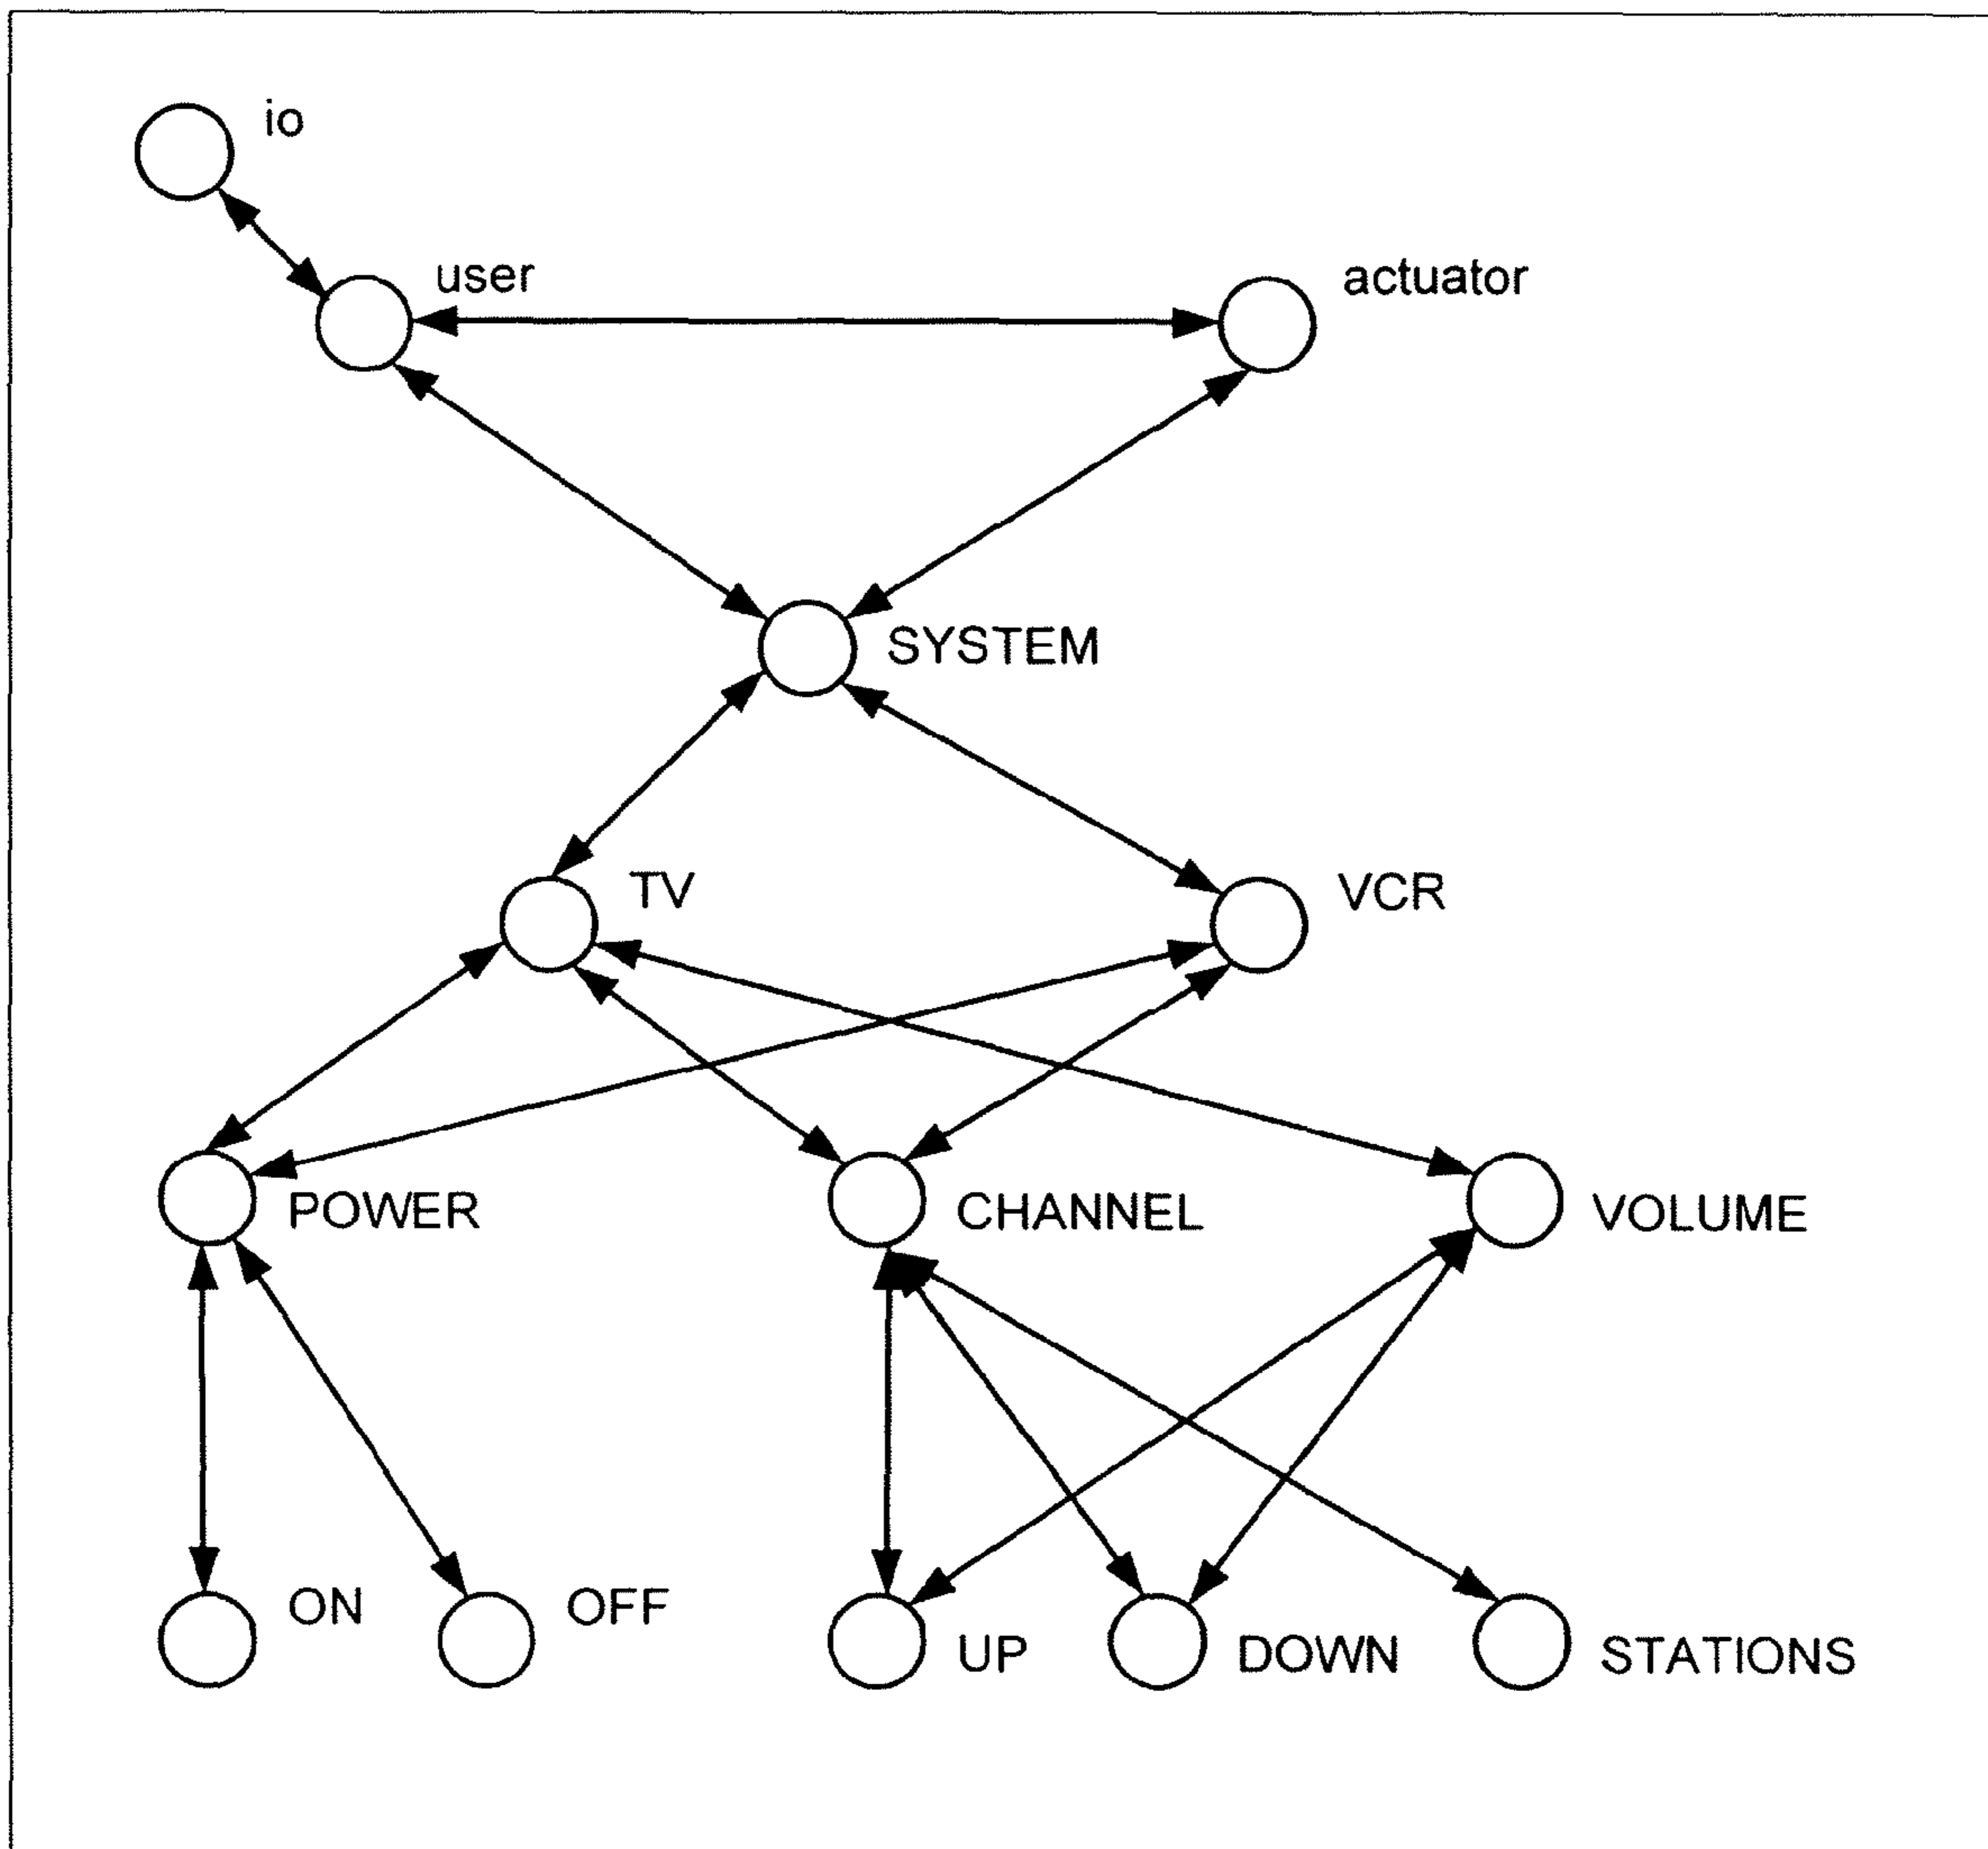 io
user
actuator
SYSTEM
TV
VCR
POWER
CHANNEL
VOLUME
ON
OFF
UP
DOWN
STATIONS